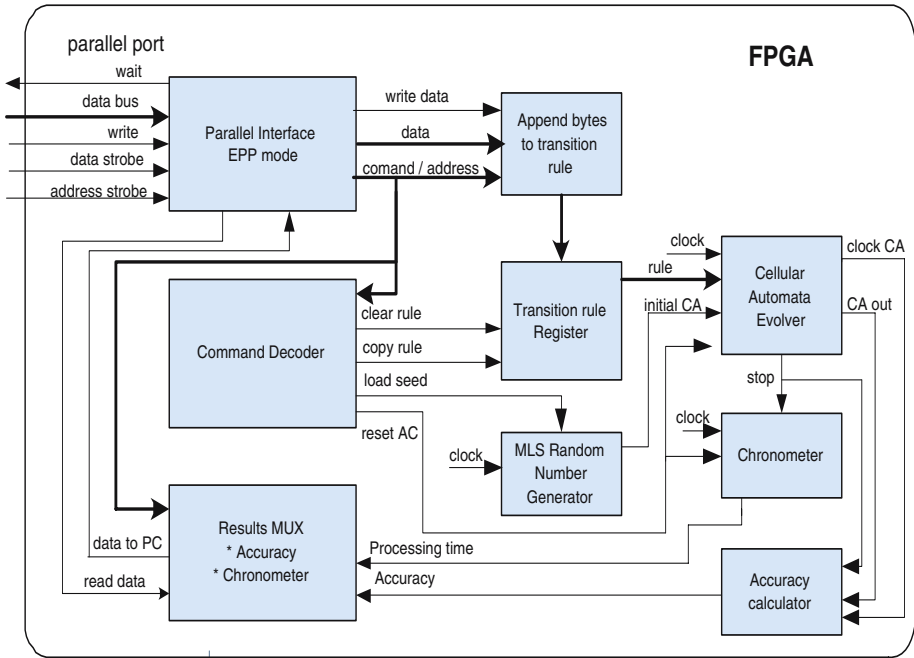 parallel port
FPGA
wait
data bus
write
data strobe
address strobe
Parallel Interface
EPP mode
write data
data
comand / address
Append bytes
to transition
rule
clock
clock CA
rule
Cellular
Automata
Evolver
initial CA
CA out
Transition rule
Register
Command Decoder
clear rule
copy rule
load seed
reset AC
stop
clock
MLS Random
Number
Generator
clock
Chronometer
Results MUX
* Accuracy
* Chronometer
data to PC
read data
Processing time
Accuracy
Accuracy
calculator